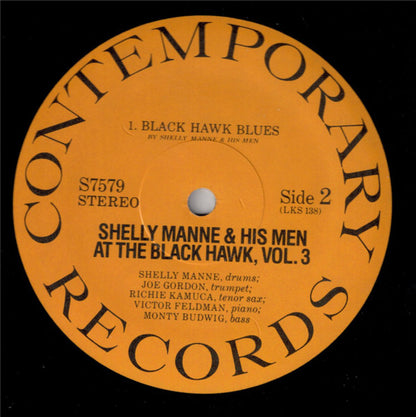 CONTEMPORARY
1. BLACK HAWK BLUES
BY SHELLY MANNE & HIS MEN
S7579
STEREO
Side 2
(LKS 138)
SHELLY MANNE & HIS MEN
AT THE BLACK HAWK, VOL. 3
SHELLY MANNE, drums;
JOE GORDON, trumpet;
RICHIE KAMUCA, tenor sax;
VICTOR FELDMAN, piano;
MONTY BUDWIG, bass
RECORDS